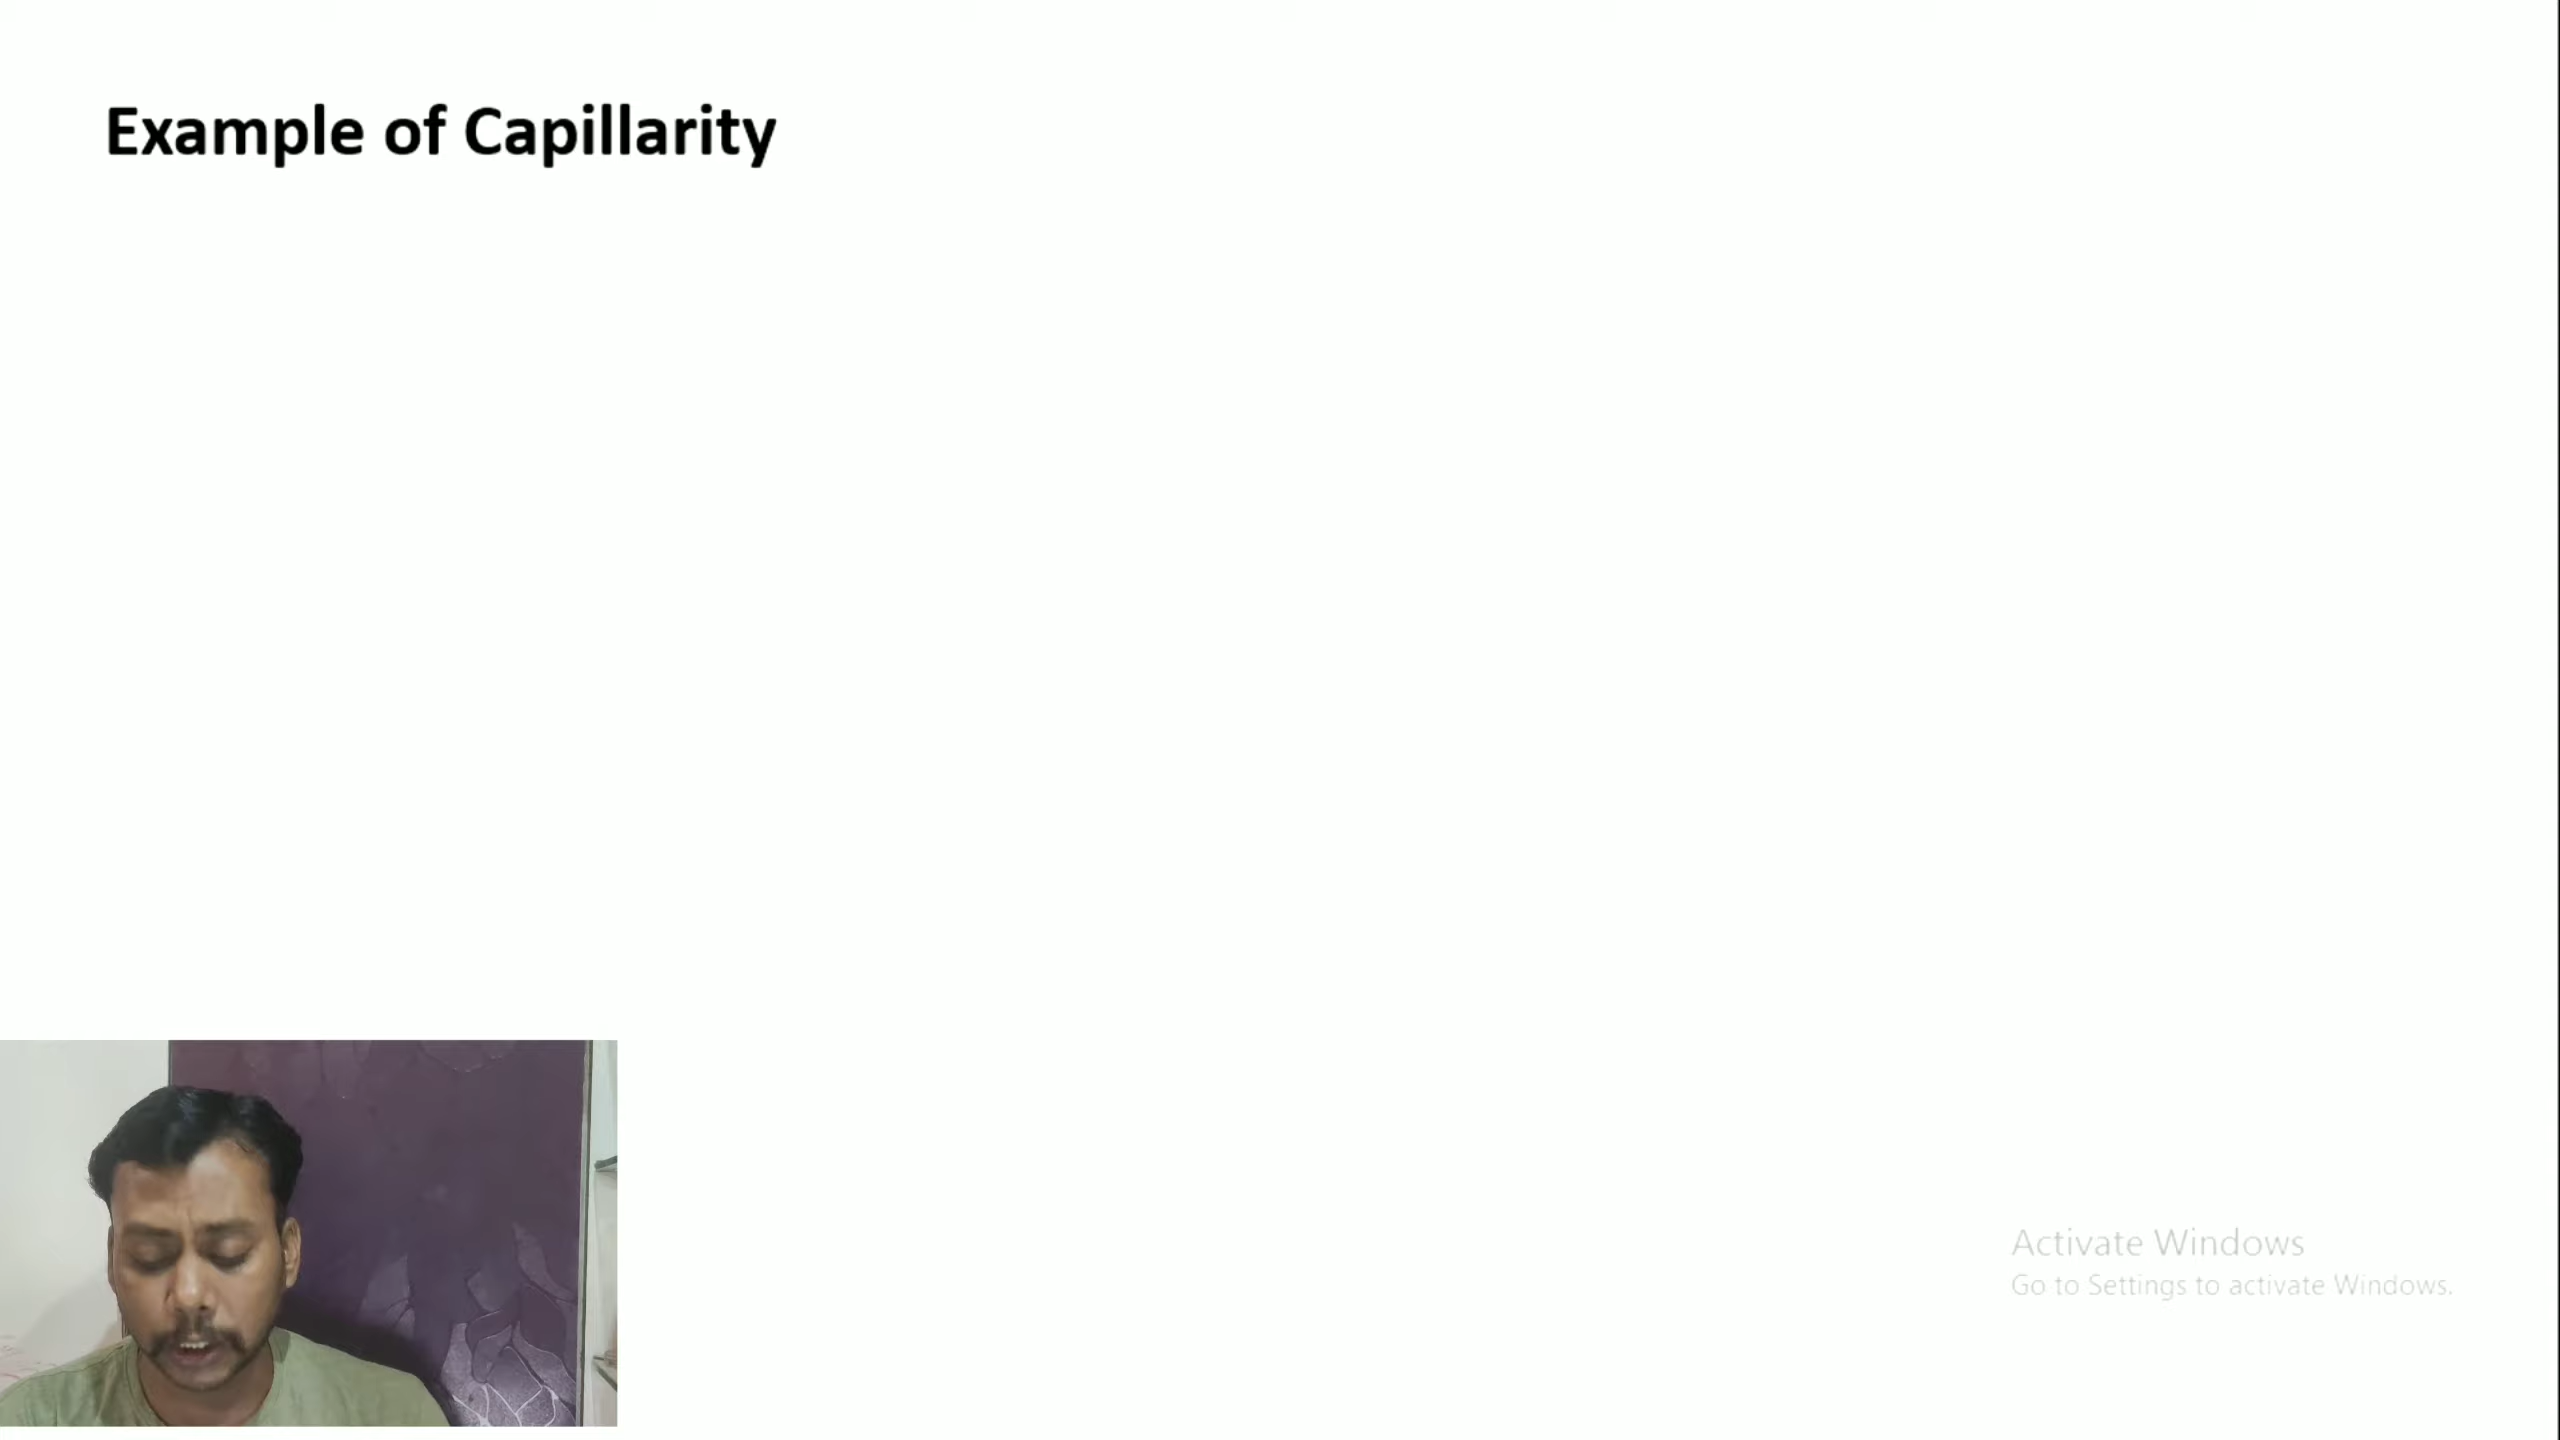 Example of Capillarity
Activate Windows
Go to Settings to activate Windows.